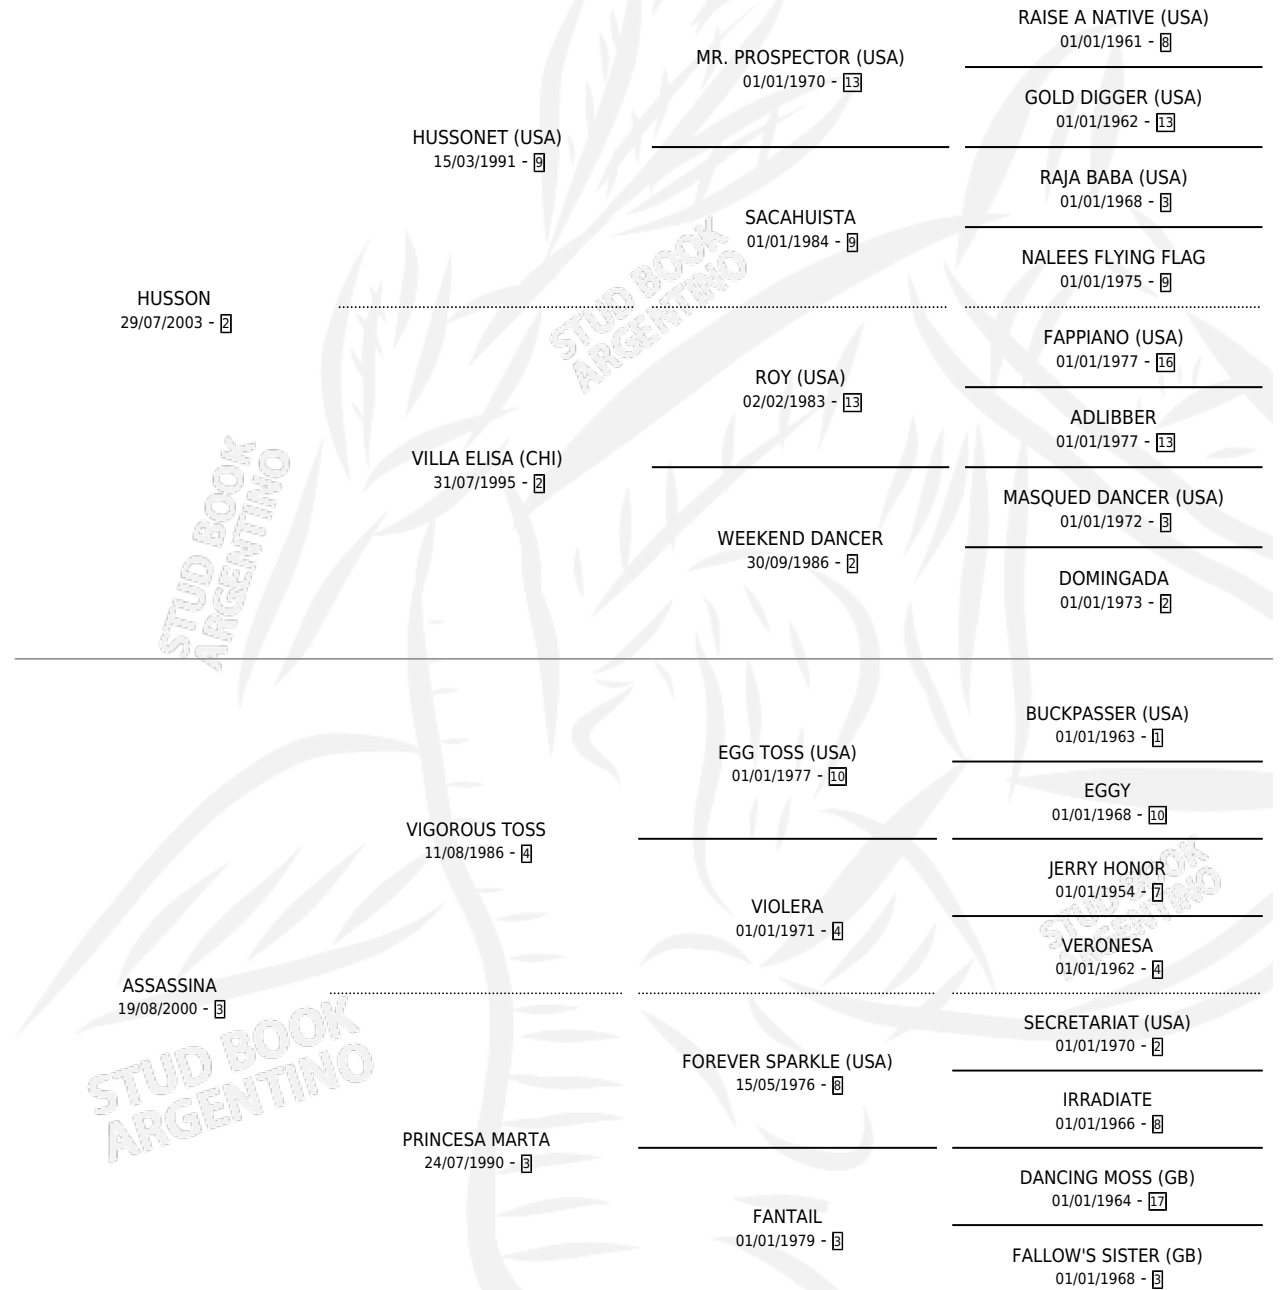 RAISE A NATIVE (USA)
01/01/1961 - 8
MR. PROSPECTOR (USA)
01/01/1970 - 13
GOLD DIGGER (USA)
01/01/1962 - 13
HUSSONET (USA)
15/03/1991 - 9
RAJA BABA (USA)
01/01/1968 - 3
SACAHUISTA
01/01/1984 - 9
NALEES FLYING FLAG
01/01/1975 - 9
HUSSON
29/07/2003 - 2
FAPPIANO (USA)
01/01/1977 - 16
ROY (USA)
02/02/1983 - 13
ADLIBBER
01/01/1977 - 13
VILLA ELISA (CHI)
31/07/1995 - 2
MASQUED DANCER (USA)
01/01/1972 - 3
WEEKEND DANCER
30/09/1986 - 2
DOMINGADA
01/01/1973 - 2
BUCKPASSER (USA)
01/01/1963 - 1
EGG TOSS (USA)
01/01/1977 - 10
EGGY
01/01/1968 - 10
VIGOROUS TOSS
11/08/1986 - 4
JERRY HONOR
01/01/1954 - 7
VIOLERA
01/01/1971 - 4
VERONESA
01/01/1962 - 4
ASSASSINA
19/08/2000 - 3
SECRETARIAT (USA)
01/01/1970 - 2
FOREVER SPARKLE (USA)
15/05/1976 - 8
IRRADIATE
01/01/1966 - 8
PRINCESA MARTA
24/07/1990 - 3
DANCING MOSS (GB)
01/01/1964 - 17
FANTAIL
01/01/1979 - 3
FALLOW'S SISTER (GB)
01/01/1968 - 3
STUD BOOK
ARGENTINO
STUD BOOK
ARGENTINO
STUD BOOK
ARGENTINO
STUD BOOK
ARGENTINO